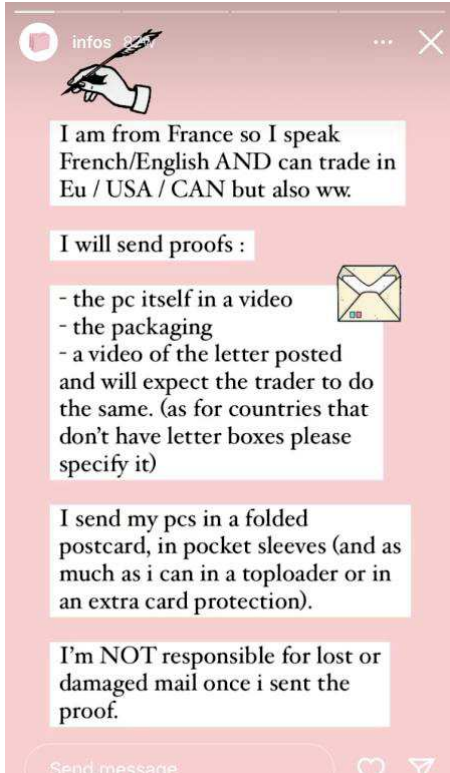 infos 82w
I am from France so I speak
French/English AND can trade in
Eu / USA / CAN but also ww.
I will send proofs :
- the pc itself in a video
- the packaging
- a video of the letter posted
and will expect the trader to do
the same. (as for countries that
don't have letter boxes please
specify it)
I send my pcs in a folded
postcard, in pocket sleeves (and as
much as i can in a toploader or in
an extra card protection).
I'm NOT responsible for lost or
damaged mail once i sent the
proof.
Send message